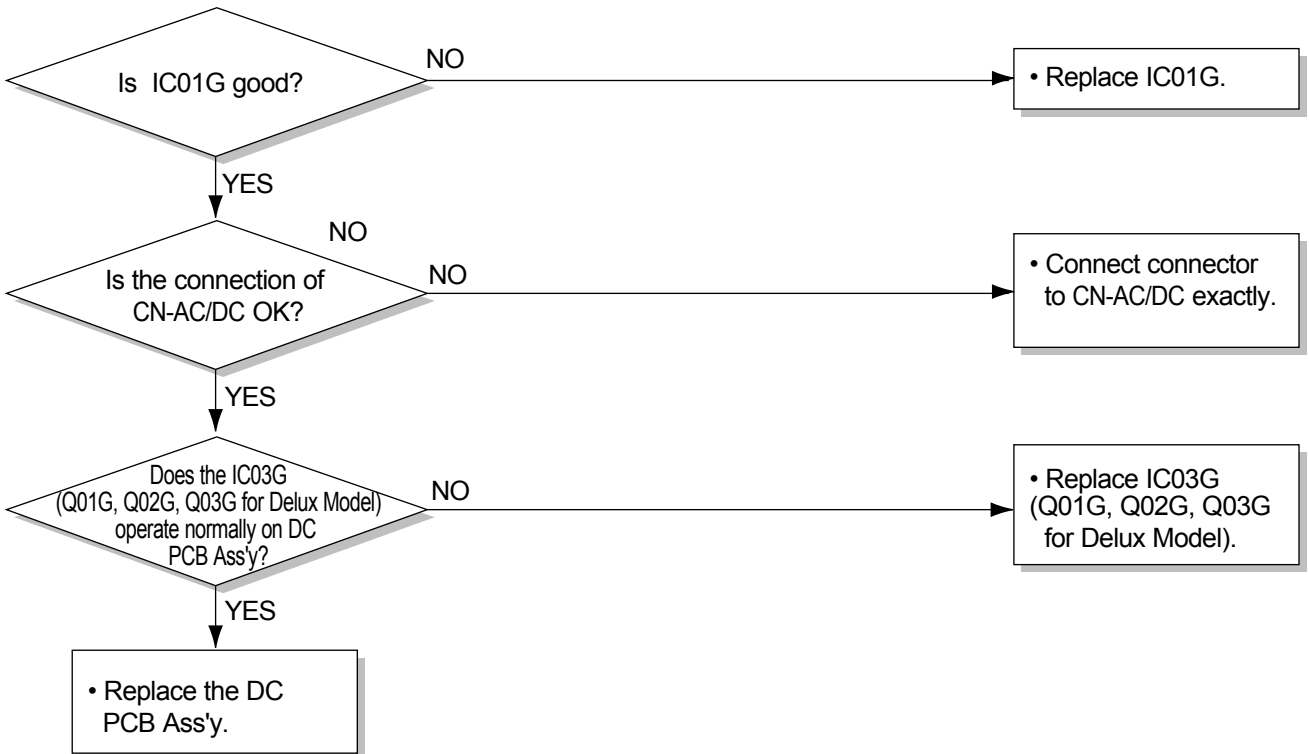 Is IC01G good?
NO
• Replace IC01G.
YES
NO
Is the connection of
CN-AC/DC OK?
NO
• Connect connector
to CN-AC/DC exactly.
YES
Does the IC03G
(Q01G, Q02G, Q03G for Delux Model)
operate normally on DC
PCB Ass'y?
NO
• Replace IC03G
(Q01G, Q02G, Q03G
for Delux Model).
YES
• Replace the DC
PCB Ass'y.